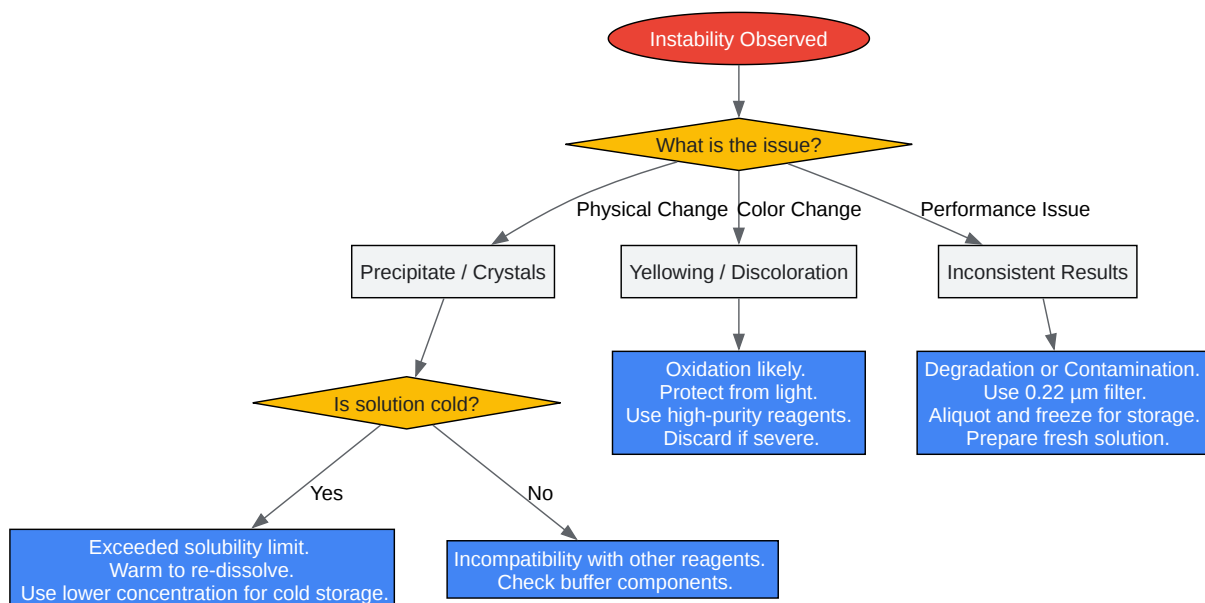 Instability Observed
What is the issue?
Physical Change
Color Change
Performance Issue
Precipitate / Crystals
Yellowing / Discoloration
Inconsistent Results
Oxidation likely.
Protect from light.
Use high-purity reagents.
Discard if severe.
Degradation or Contamination.
Use 0.22 µm filter.
Aliquot and freeze for storage.
Prepare fresh solution.
Is solution cold?
Yes
No
Exceeded solubility limit.
Warm to re-dissolve.
Use lower concentration for cold storage.
Incompatibility with other reagents.
Check buffer components.